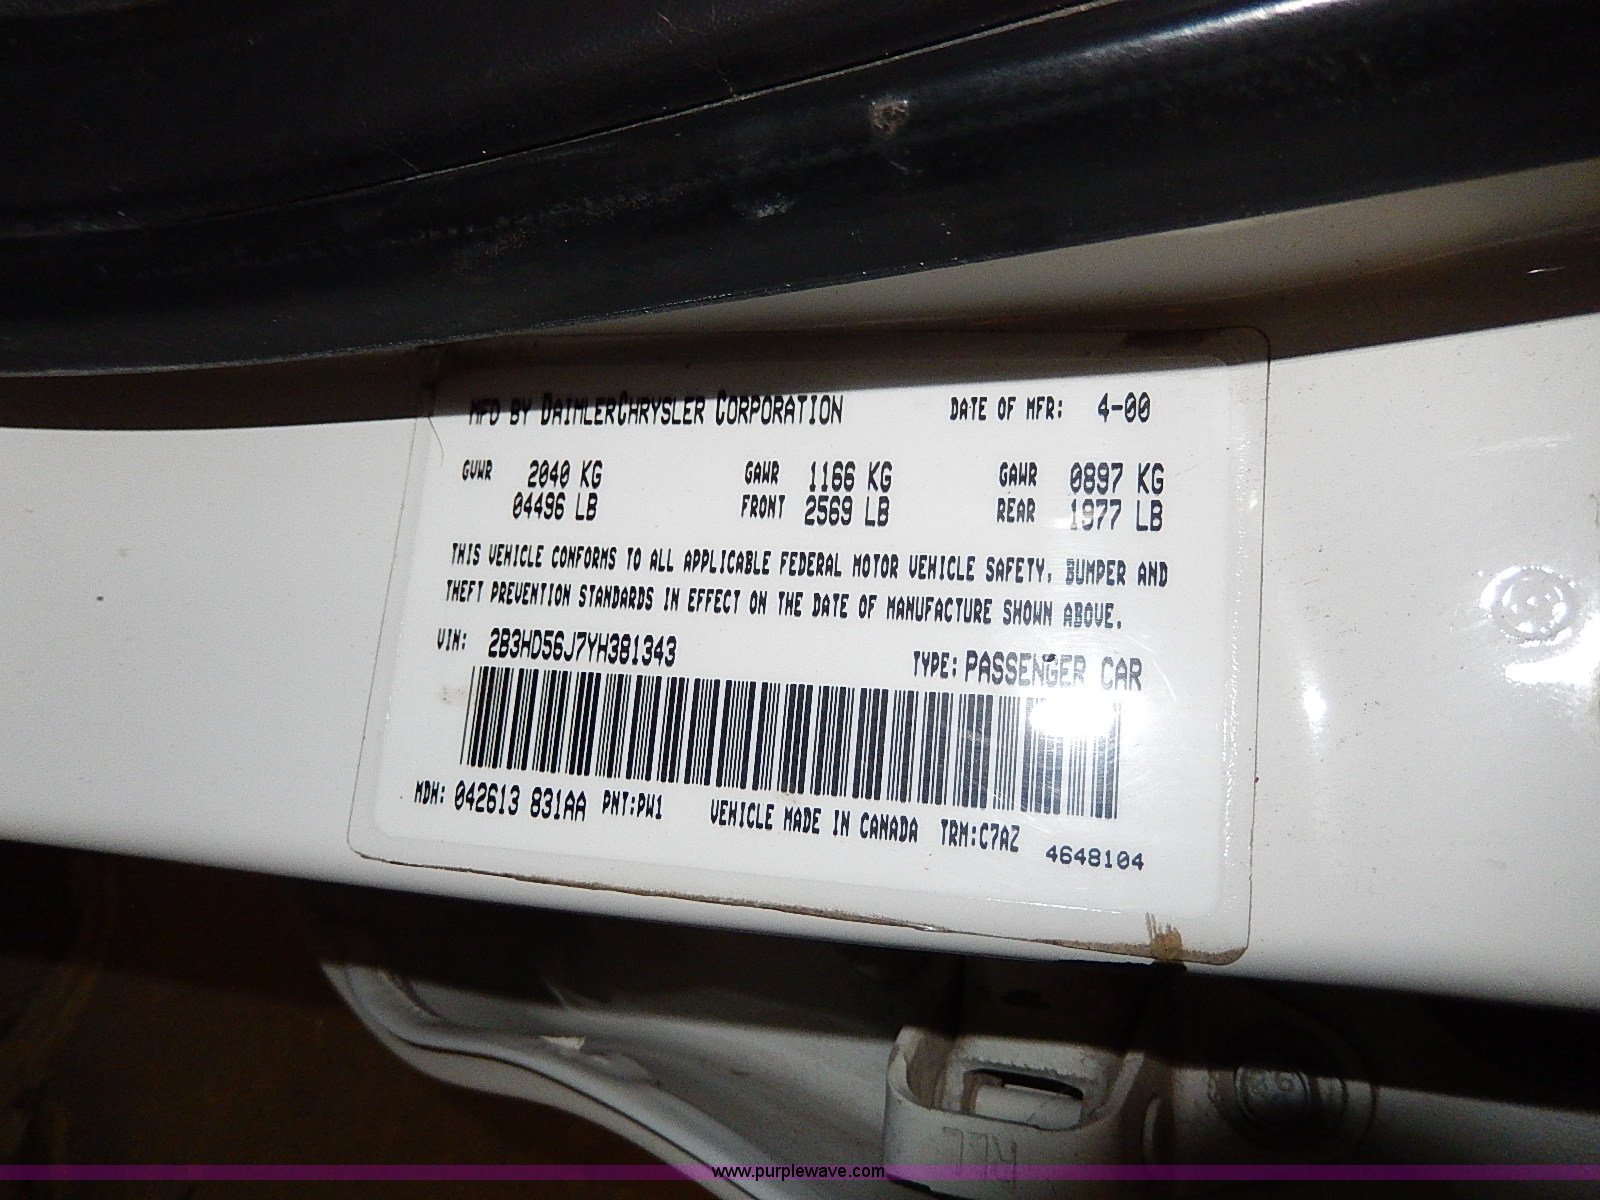 MFD BY DAIMLERCHRYSLER CORPORATION DATE OF MFR: 4-00
GVWR 2040 KG GAWR 1166 KG GAWR 0897 KG
04496 LB FRONT 2569 LB REAR 1977 LB
THIS VEHICLE CONFORMS TO ALL APPLICABLE FEDERAL MOTOR VEHICLE SAFETY, BUMPER AND
THEFT PREVENTION STANDARDS IN EFFECT ON THE DATE OF MANUFACTURE SHOWN ABOVE.
VIN: 2B3HD56J7YH381343 TYPE: PASSENGER CAR
MDH: 042613 831AA PNT:PW1 VEHICLE MADE IN CANADA TRM:C7AZ
4648104
www.purplewave.com